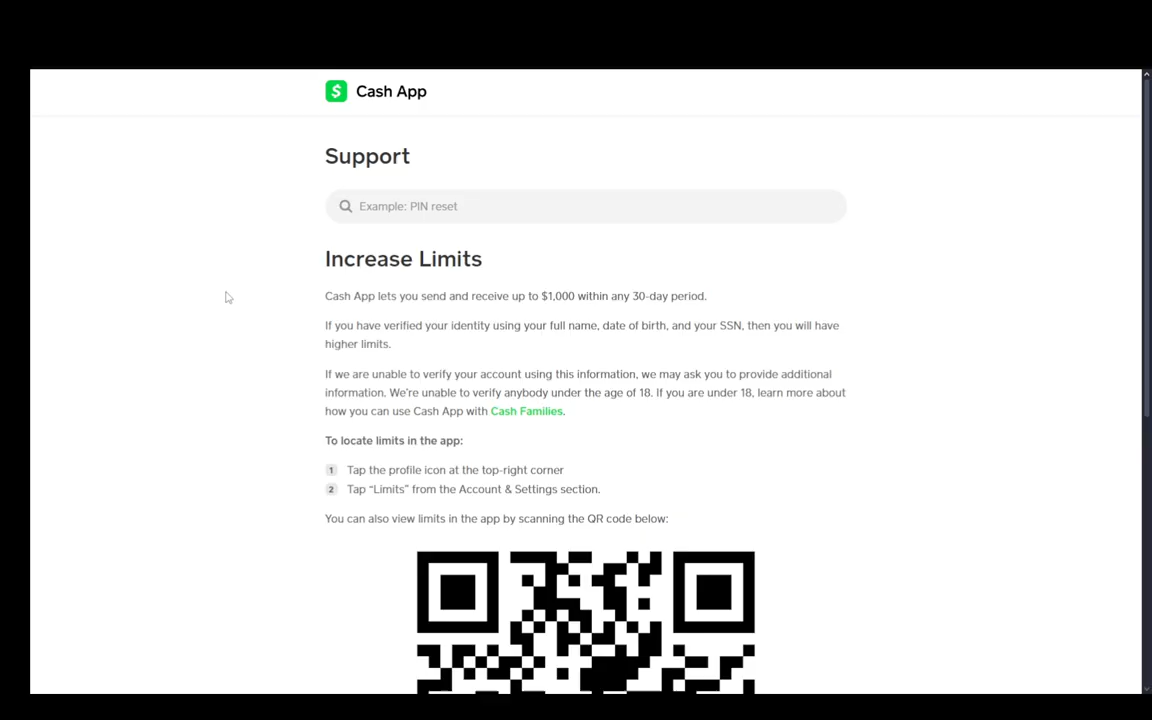 $ Cash App
Support
Example: PIN reset
Increase Limits
Cash App lets you send and receive up to $1,000 within any 30-day period.
If you have verified your identity using your full name, date of birth, and your SSN, then you will have
higher limits.
If we are unable to verify your account using this information, we may ask you to provide additional
information. We're unable to verify anybody under the age of 18. If you are under 18, learn more about
how you can use Cash App with Cash Families.
To locate limits in the app:
1 Tap the profile icon at the top-right corner
2 Tap “Limits” from the Account & Settings section.
You can also view limits in the app by scanning the QR code below: